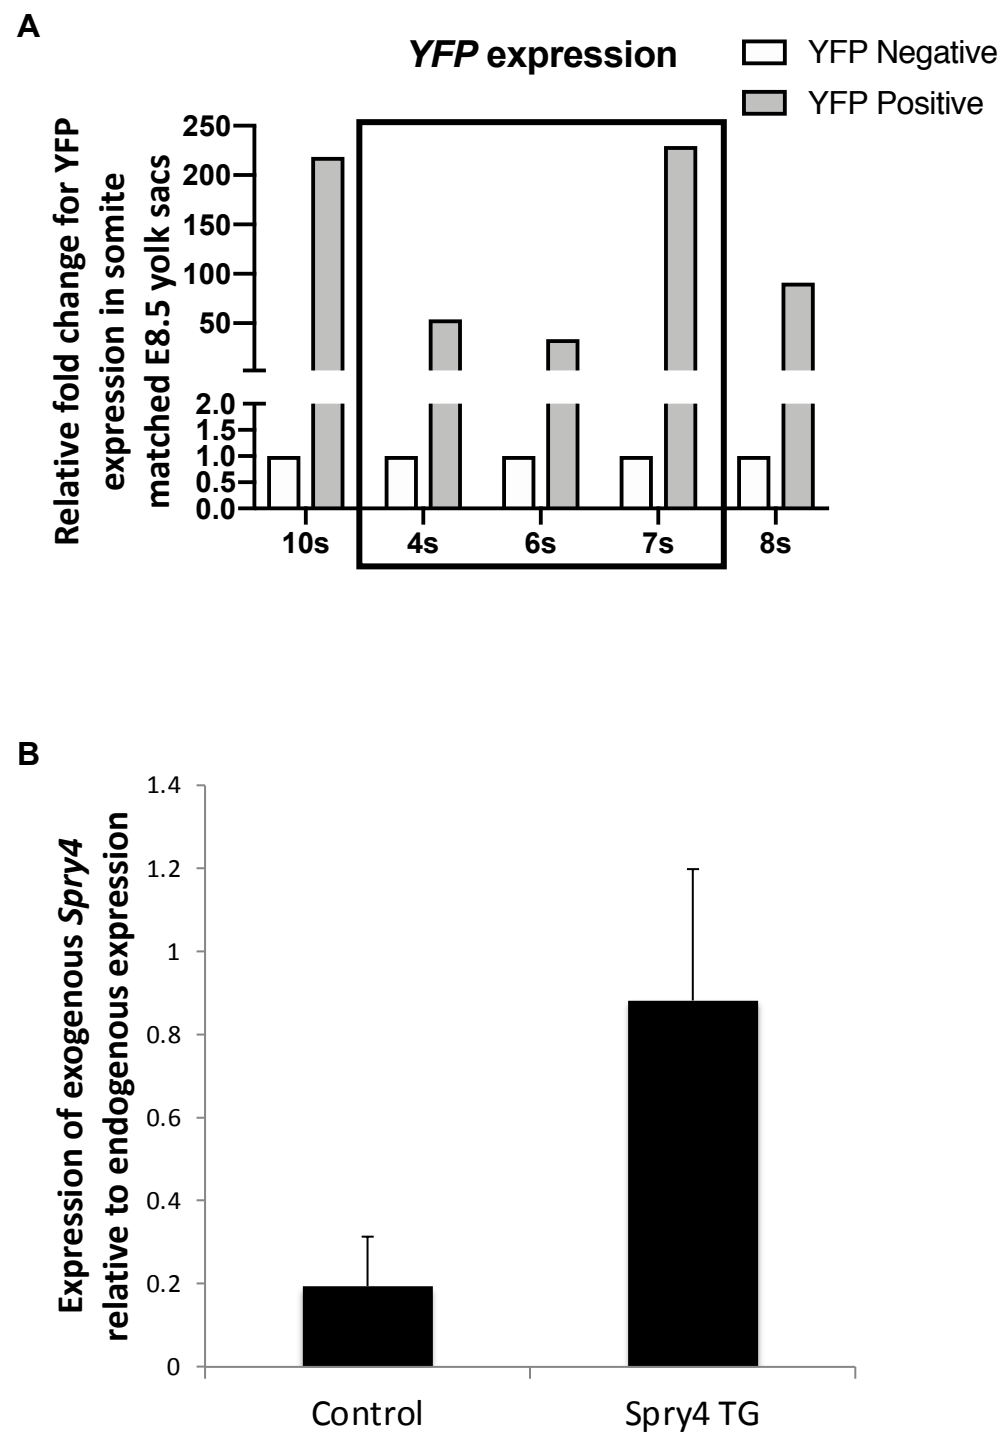 A
YFP expression
YFP Negative
YFP Positive
Relative fold change for YFP
expression in somite
matched E8.5 yolk sacs
250
200
150
100
50
2.0
1.5
1.0
0.5
0.0
10s
4s
6s
7s
8s
B
Expression of exogenous Spry4
relative to endogenous expression
1.4
1.2
1
0.8
0.6
0.4
0.2
0
Control
Spry4 TG